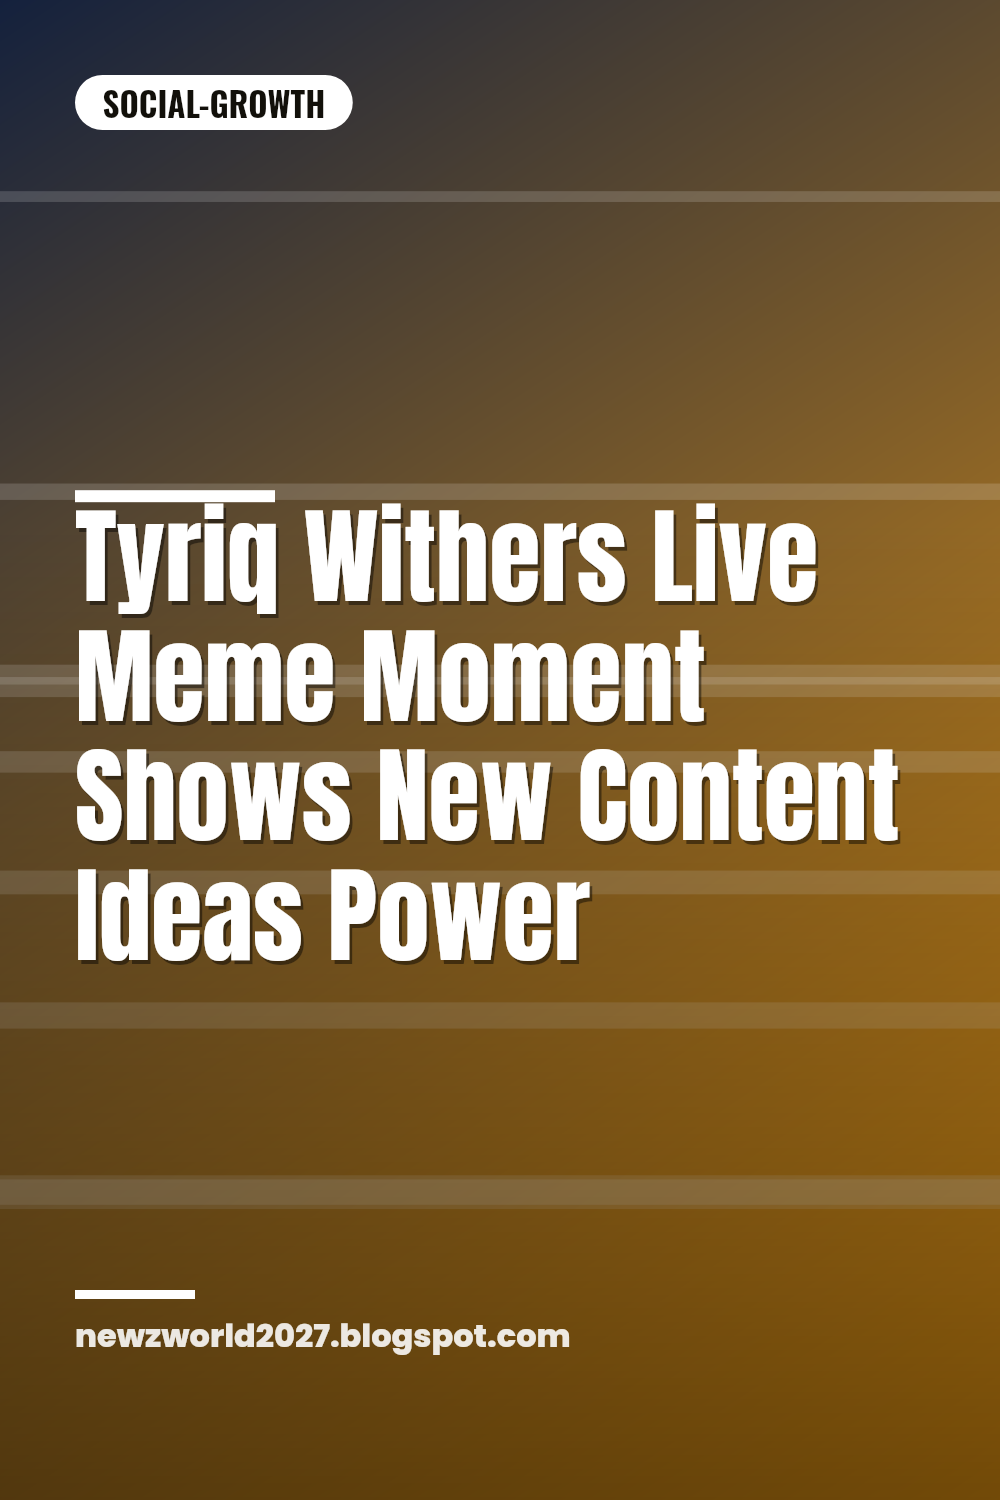 SOCIAL-GROWTH
Tyriq Withers Live
Meme Moment
Shows New Content
Ideas Power
newzworld2027.blogspot.com